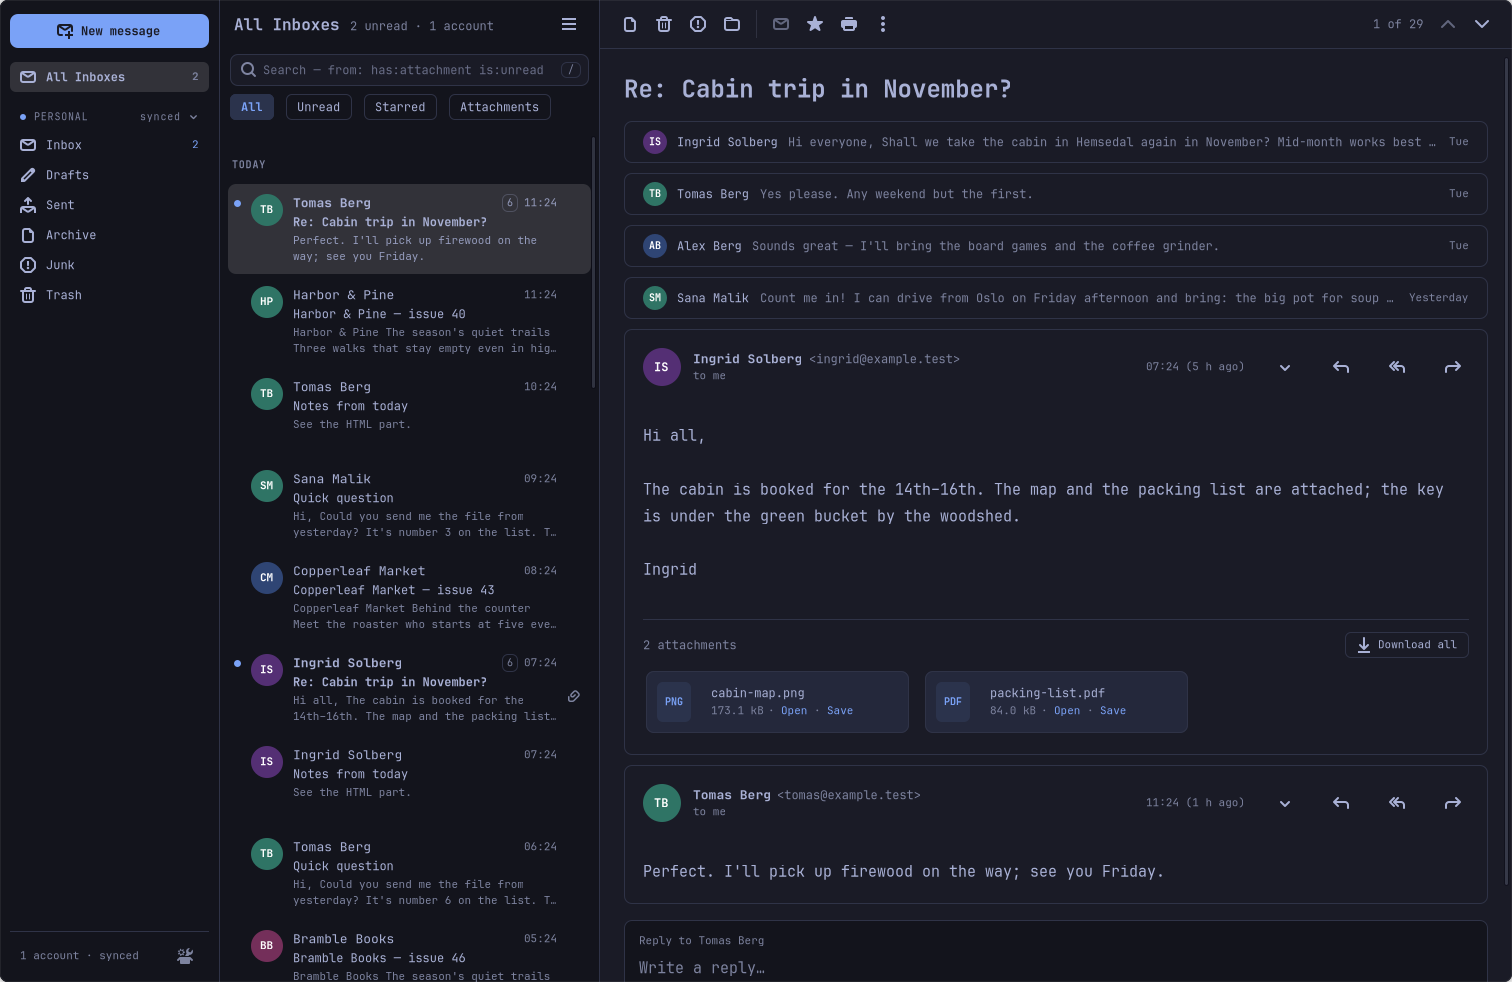 New message
All Inboxes 2
PERSONAL synced
Inbox 2
Drafts
Sent
Archive
Junk
Trash
1 account · synced
All Inboxes 2 unread · 1 account
Search — from: has:attachment is:unread /
All Unread Starred Attachments
TODAY
TB Tomas Berg 6 11:24
Re: Cabin trip in November?
Perfect. I'll pick up firewood on the
way; see you Friday.
HP Harbor & Pine 11:24
Harbor & Pine — issue 40
Harbor & Pine The season's quiet trails
Three walks that stay empty even in hig…
TB Tomas Berg 10:24
Notes from today
See the HTML part.
SM Sana Malik 09:24
Quick question
Hi, Could you send me the file from
yesterday? It's number 3 on the list. T…
CM Copperleaf Market 08:24
Copperleaf Market — issue 43
Copperleaf Market Behind the counter
Meet the roaster who starts at five eve…
IS Ingrid Solberg 6 07:24
Re: Cabin trip in November?
Hi all, The cabin is booked for the
14th–16th. The map and the packing list…
IS Ingrid Solberg 07:24
Notes from today
See the HTML part.
TB Tomas Berg 06:24
Quick question
Hi, Could you send me the file from
yesterday? It's number 6 on the list. T…
BB Bramble Books 05:24
Bramble Books — issue 46
Bramble Books The season's quiet trails
1 of 29
Re: Cabin trip in November?
IS Ingrid Solberg Hi everyone, Shall we take the cabin in Hemsedal again in November? Mid-month works best … Tue
TB Tomas Berg Yes please. Any weekend but the first. Tue
AB Alex Berg Sounds great — I'll bring the board games and the coffee grinder. Tue
SM Sana Malik Count me in! I can drive from Oslo on Friday afternoon and bring: the big pot for soup … Yesterday
IS Ingrid Solberg <ingrid@example.test> 07:24 (5 h ago)
to me
Hi all,
The cabin is booked for the 14th–16th. The map and the packing list are attached; the key
is under the green bucket by the woodshed.
Ingrid
2 attachments Download all
PNG cabin-map.png
173.1 kB · Open · Save
PDF packing-list.pdf
84.0 kB · Open · Save
TB Tomas Berg <tomas@example.test> 11:24 (1 h ago)
to me
Perfect. I'll pick up firewood on the way; see you Friday.
Reply to Tomas Berg
Write a reply…